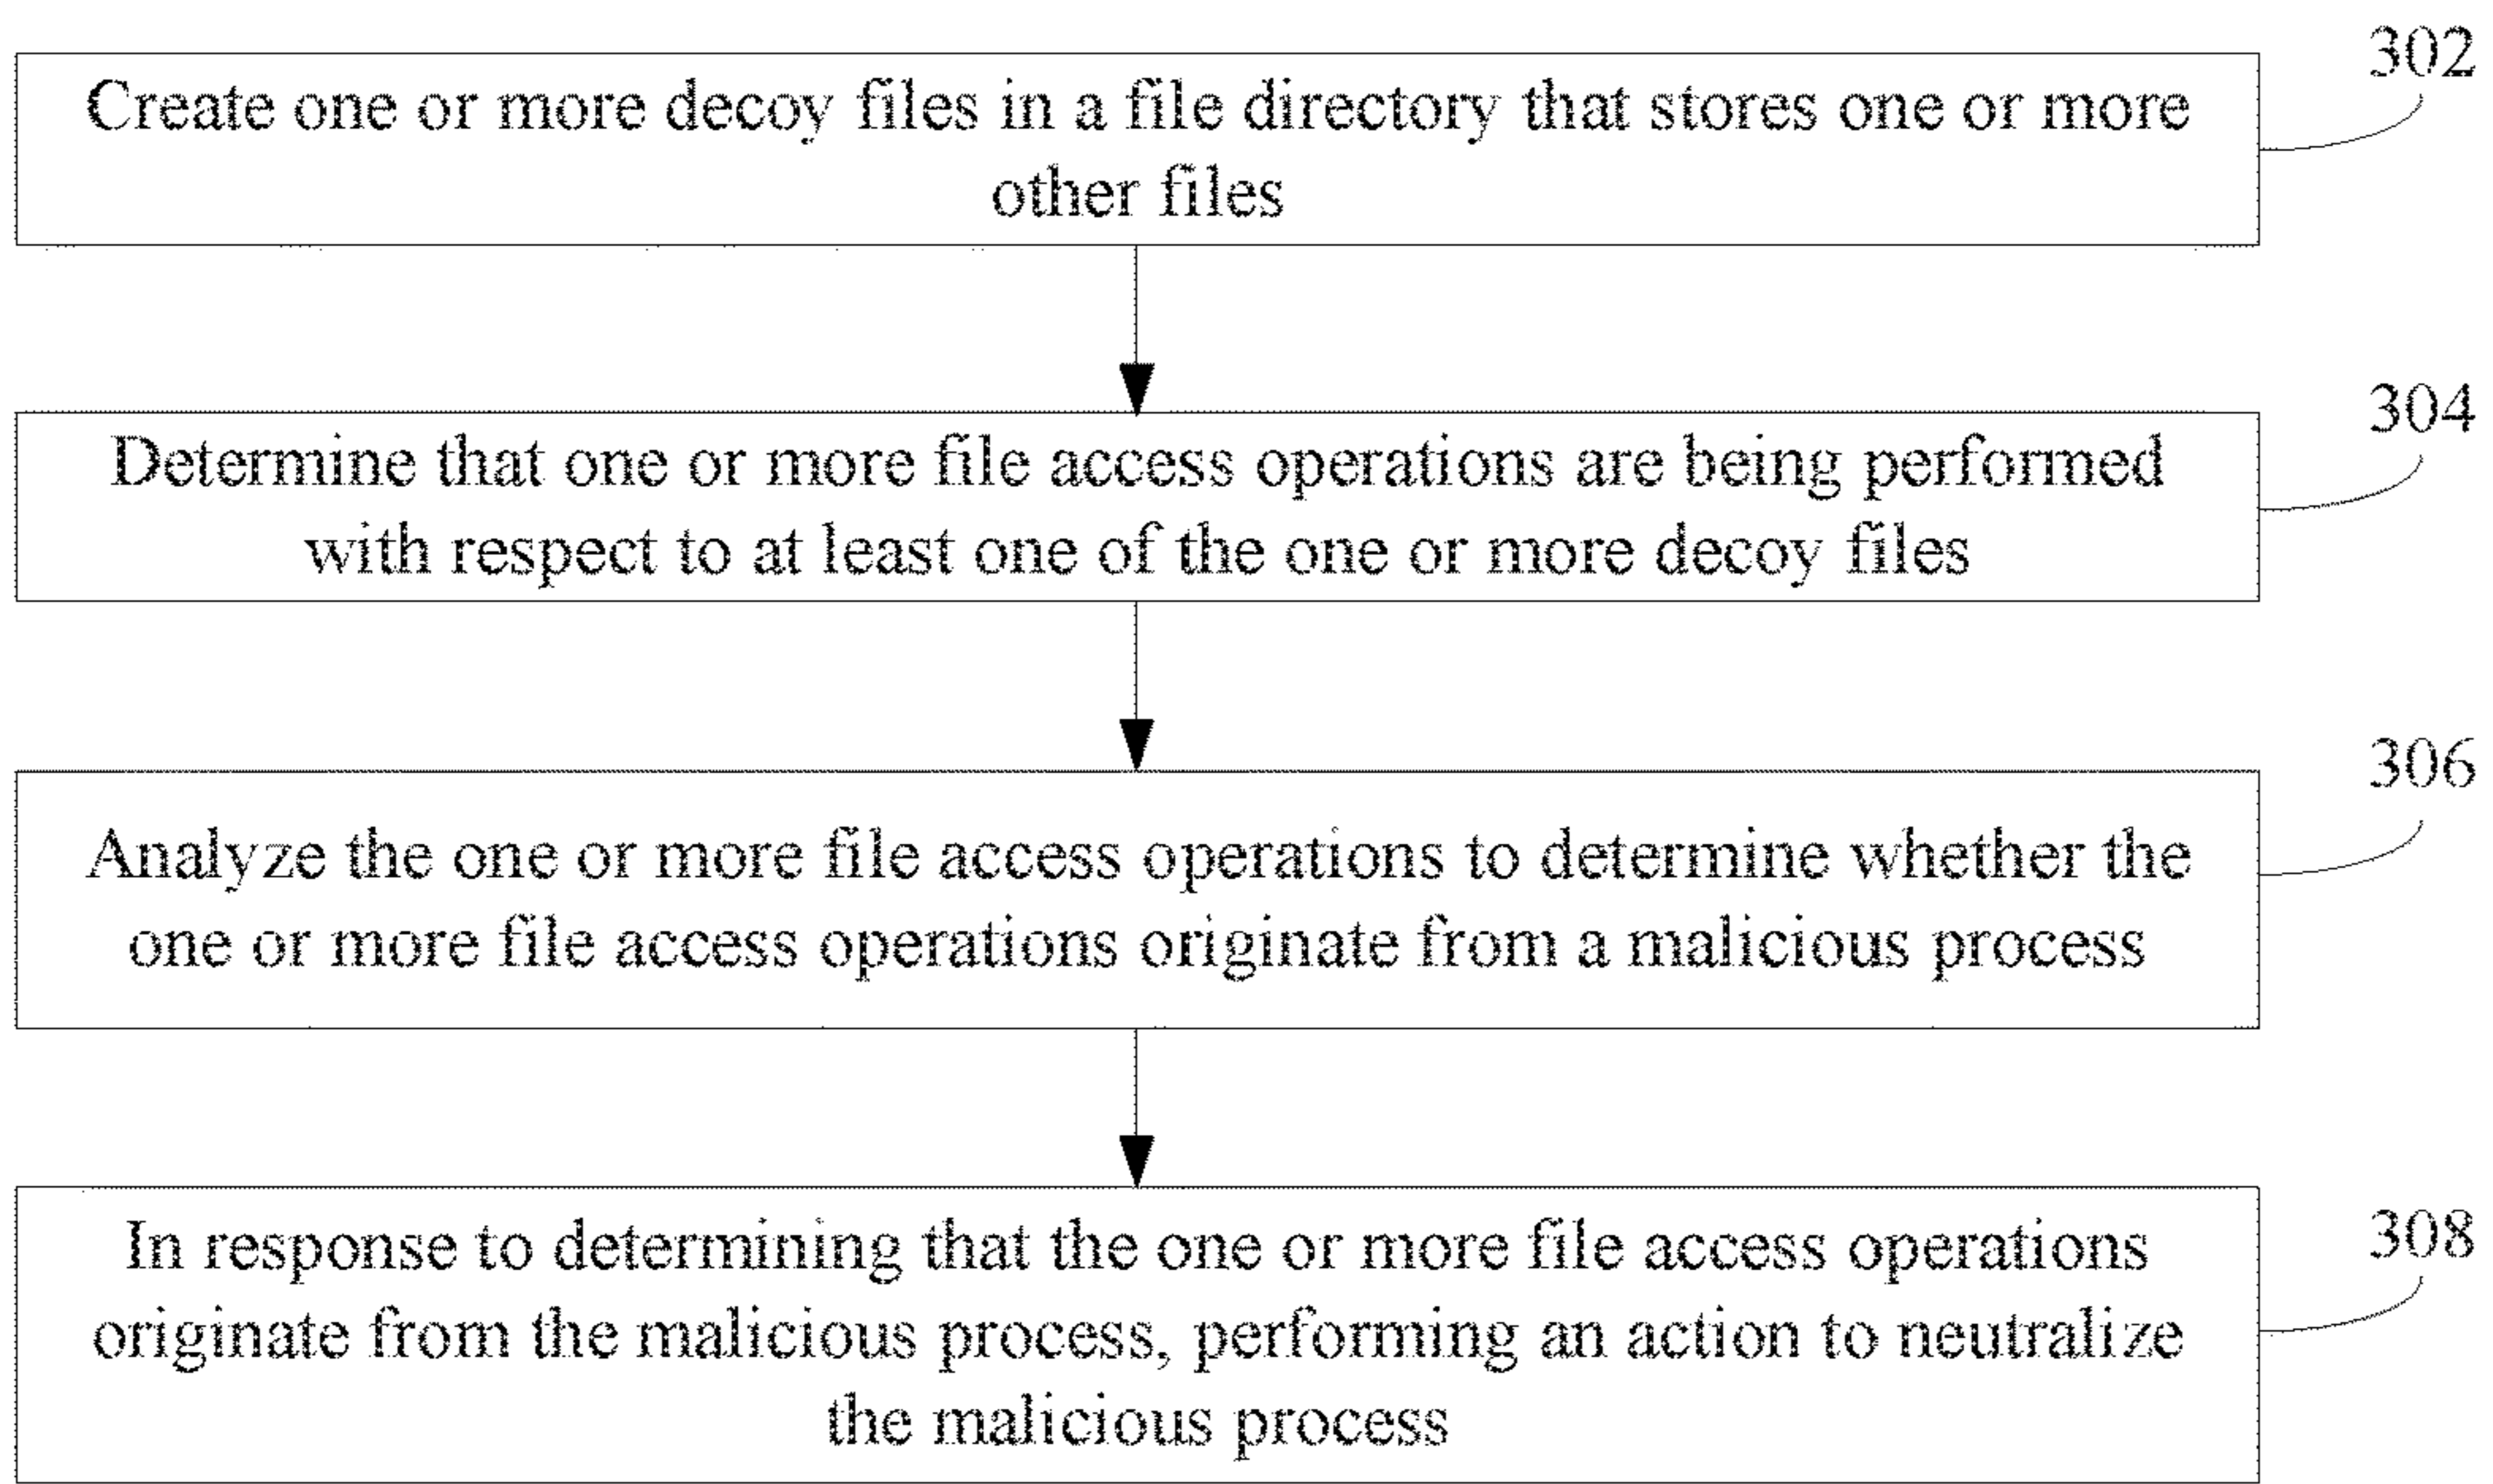 302
Create one or more decoy files in a file directory that stores one or more
other files
304
Determine that one or more file access operations are being performed
with respect to at least one of the one or more decoy files
306
Analyze the one or more file access operations to determine whether the
one or more file access operations originate from a malicious process
308
In response to determining that the one or more file access operations
originate from the malicious process, performing an action to neutralize
the malicious process